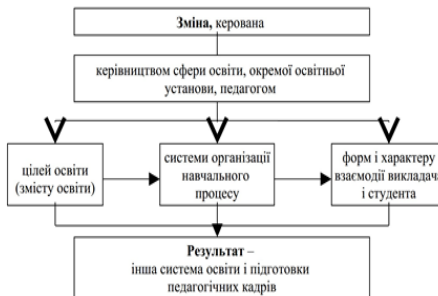 Зміна, керована
керівництвом сфери освіти, окремої освітньої
установи, педагогом
цілей освіти
(змісту освіти)
системи організації
навчального
процесу
форм і характеру
взаємодії викладача
і студента
Результат –
інша система освіти і підготовки
педагогічних кадрів